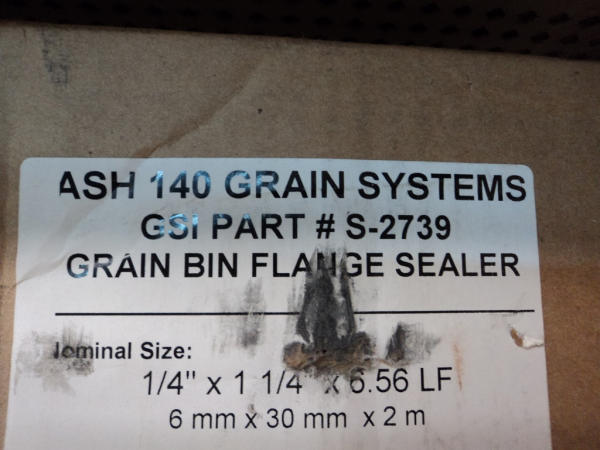 ASH 140 GRAIN SYSTEMS
GSI PART # S-2739
GRAIN BIN FLANGE SEALER
Nominal Size:
1/4" x 1 1/4" x 6.56 LF
6 mm x 30 mm x 2 m